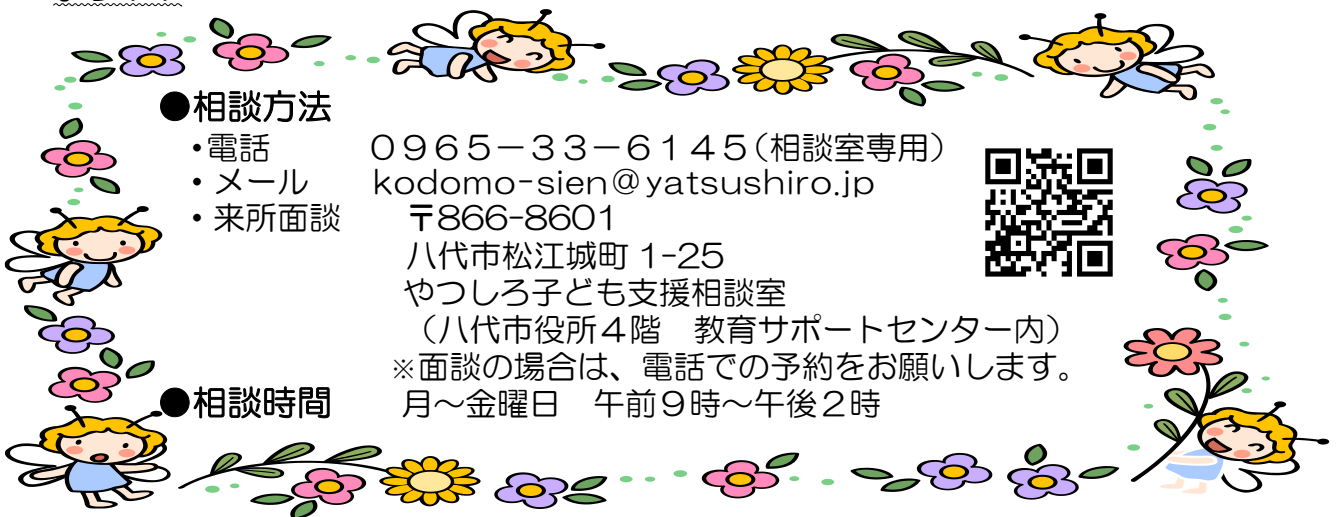 ●相談方法
・電話　　　０９６５－３３－６１４５(相談室専用)
・メール　　kodomo-sien@yatsushiro.jp
・来所面談　　〒866-8601
八代市松江城町 1-25
やつしろ子ども支援相談室
（八代市役所４階　教育サポートセンター内）
※面談の場合は、電話での予約をお願いします。
●相談時間　　月～金曜日　午前９時～午後２時